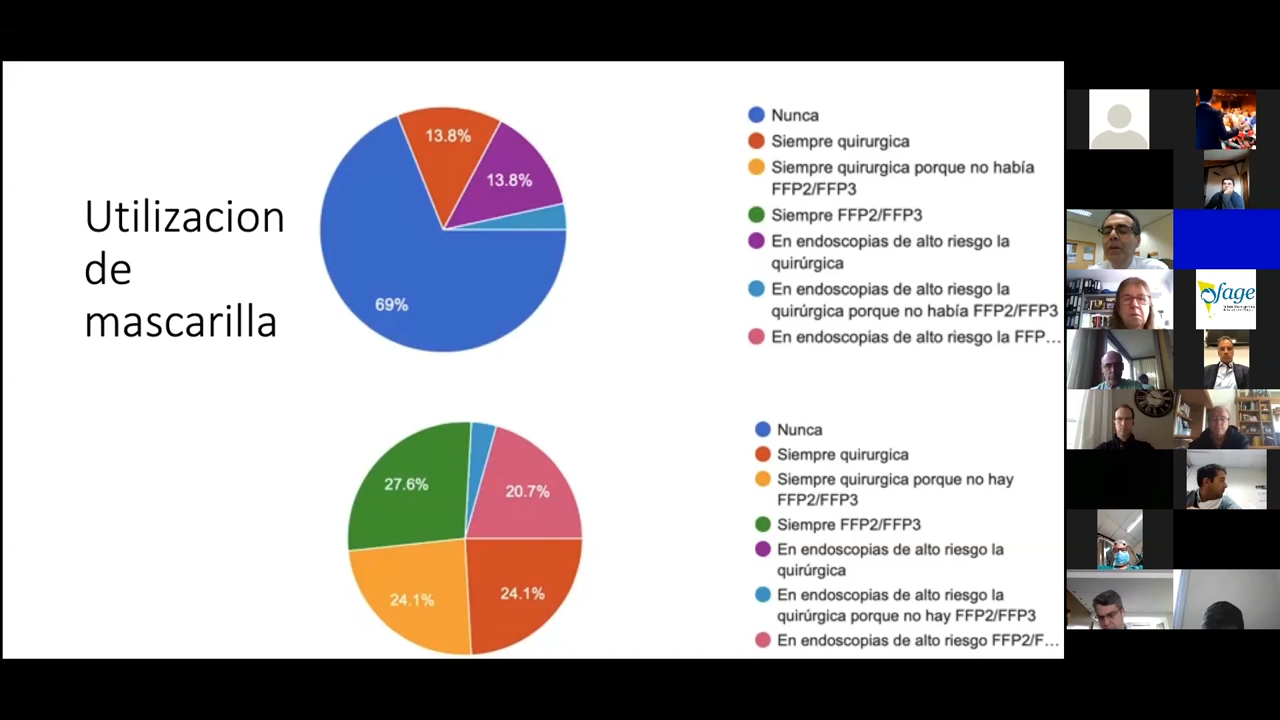 Utilizacion
de
mascarilla
13.8%
13.8%
69%
Nunca
Siempre quirurgica
Siempre quirurgica porque no había
FFP2/FFP3
Siempre FFP2/FFP3
En endoscopias de alto riesgo la
quirúrgica
En endoscopias de alto riesgo la
quirúrgica porque no había FFP2/FFP3
En endoscopias de alto riesgo la FFP...
27.6%
20.7%
24.1%
24.1%
Nunca
Siempre quirurgica
Siempre quirurgica porque no hay
FFP2/FFP3
Siempre FFP2/FFP3
En endoscopias de alto riesgo la
quirúrgica
En endoscopias de alto riesgo la
quirúrgica porque no hay FFP2/FFP3
En endoscopias de alto riesgo FFP2/F...
fage